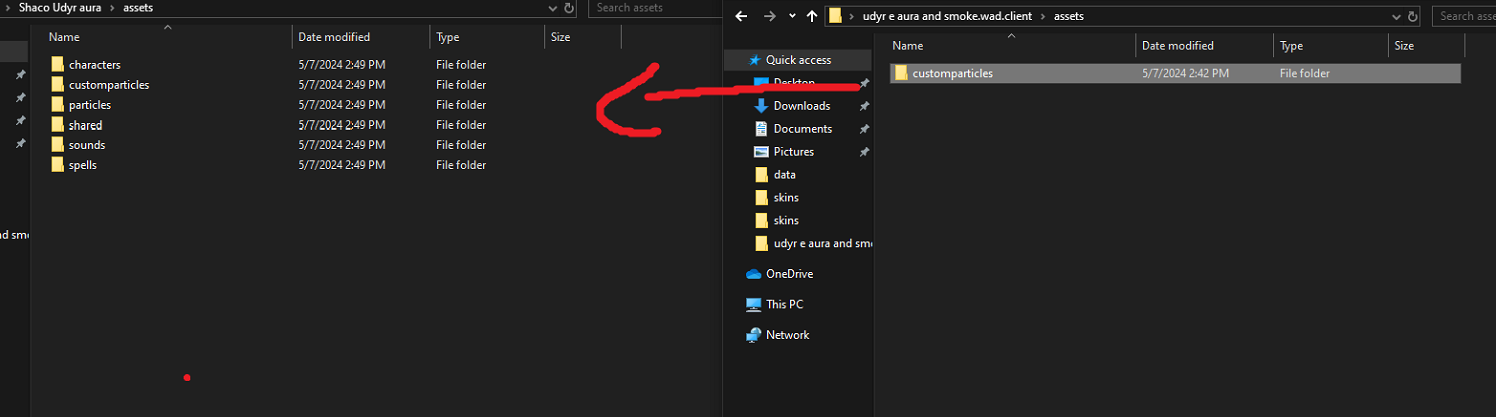 Shaco Udyr aura > assets
Search assets
Name Date modified Type Size
characters 5/7/2024 2:49 PM File folder
customparticles 5/7/2024 2:49 PM File folder
particles 5/7/2024 2:49 PM File folder
shared 5/7/2024 2:49 PM File folder
sounds 5/7/2024 2:49 PM File folder
spells 5/7/2024 2:49 PM File folder
nd smo
udyr e aura and smoke.wad.client > assets
Search asse
Quick access
Desktop
Downloads
Documents
Pictures
data
skins
skins
udyr e aura and smo
OneDrive
This PC
Network
Name Date modified Type Size
customparticles 5/7/2024 2:42 PM File folder